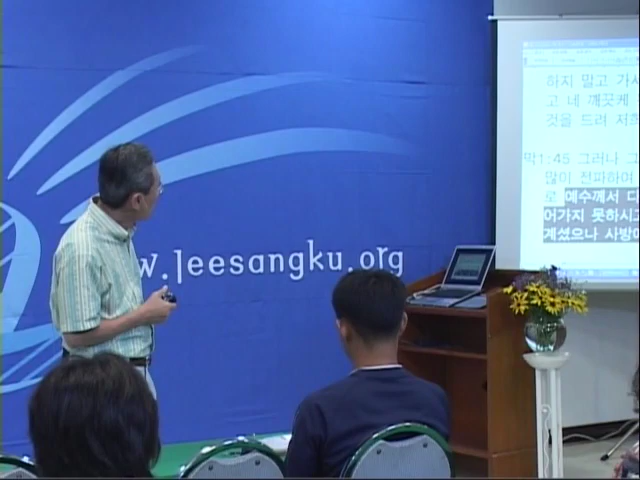 w.leesangku.org
하지 말고 가서
고 네 깨끗케
것을 드려 저희
막1:45 그러나 그
많이 전파하여
로 예수께서 다
어가지 못하시고
계셨으나 사방에